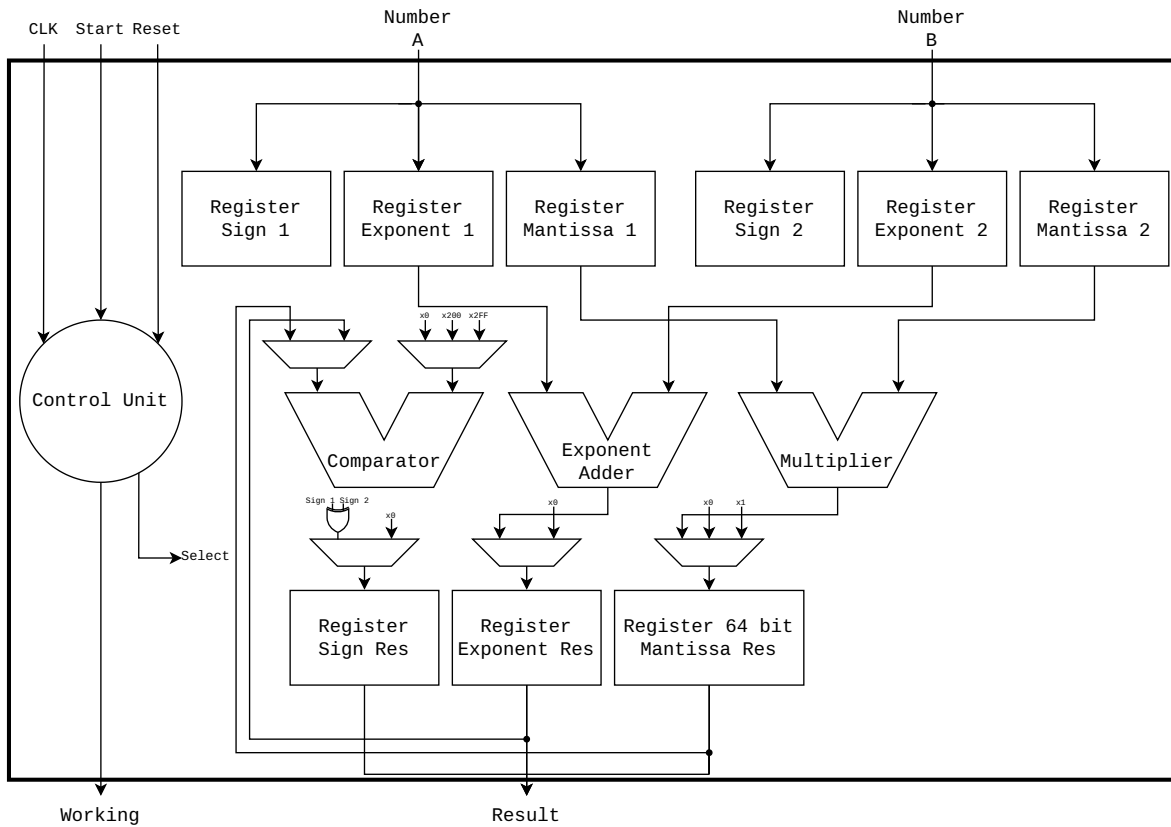 Number
A
Number
B
CLK
Start
Reset
Register
Sign 1
Register
Exponent 1
Register
Mantissa 1
Register
Sign 2
Register
Exponent 2
Register
Mantissa 2
x0
x200
x2FF
Control Unit
Comparator
Exponent
Adder
Multiplier
Sign 1
Sign 2
x0
x0
x0
x1
Select
Register
Sign Res
Register
Exponent Res
Register 64 bit
Mantissa Res
Working
Result